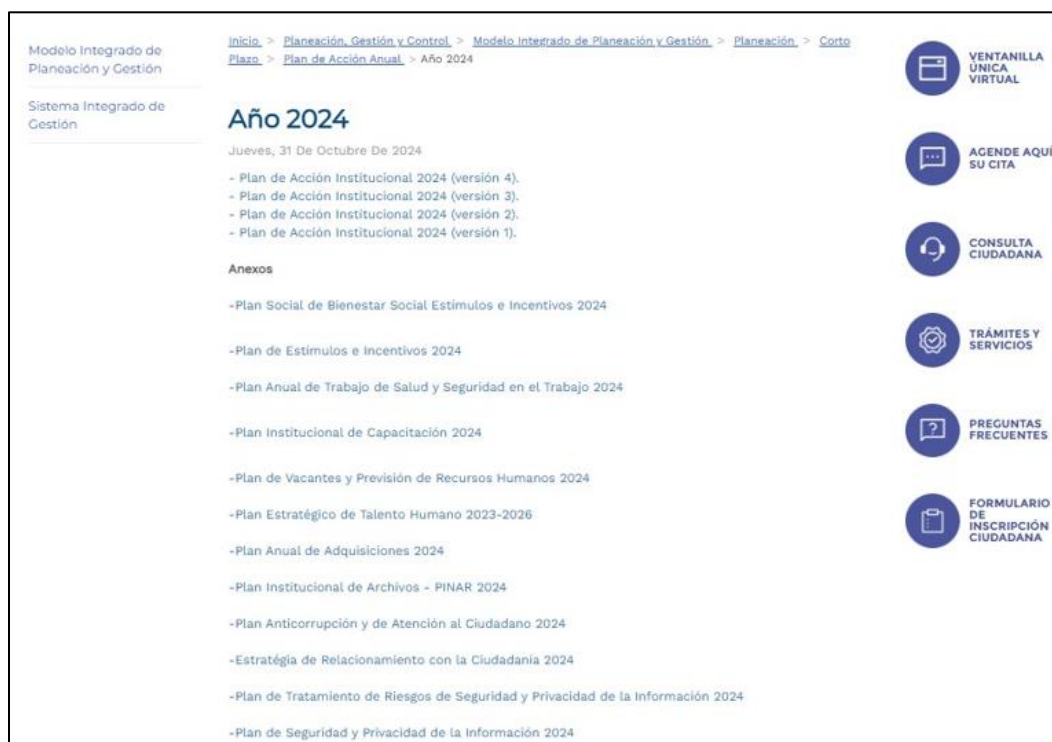 Modelo Integrado de
Planeación y Gestión
Sistema Integrado de
Gestión
Inicio > Planeación, Gestión y Control > Modelo Integrado de Planeación y Gestión > Planeación > Corto
Plazo > Plan de Acción Anual > Año 2024
Año 2024
Jueves, 31 De Octubre De 2024
- Plan de Acción Institucional 2024 (versión 4).
- Plan de Acción Institucional 2024 (versión 3).
- Plan de Acción Institucional 2024 (versión 2).
- Plan de Acción Institucional 2024 (versión 1).
Anexos
-Plan Social de Bienestar Social Estímulos e Incentivos 2024
-Plan de Estímulos e Incentivos 2024
-Plan Anual de Trabajo de Salud y Seguridad en el Trabajo 2024
-Plan Institucional de Capacitación 2024
-Plan de Vacantes y Previsión de Recursos Humanos 2024
-Plan Estratégico de Talento Humano 2023-2026
-Plan Anual de Adquisiciones 2024
-Plan Institucional de Archivos - PINAR 2024
-Plan Anticorrupción y de Atención al Ciudadano 2024
-Estratégia de Relacionamiento con la Ciudadanía 2024
-Plan de Tratamiento de Riesgos de Seguridad y Privacidad de la Información 2024
-Plan de Seguridad y Privacidad de la Información 2024
VENTANILLA
ÚNICA
VIRTUAL
AGENDE AQUÍ
SU CITA
CONSULTA
CIUDADANA
TRÁMITES Y
SERVICIOS
PREGUNTAS
FRECUENTES
FORMULARIO
DE
INSCRIPCIÓN
CIUDADANA